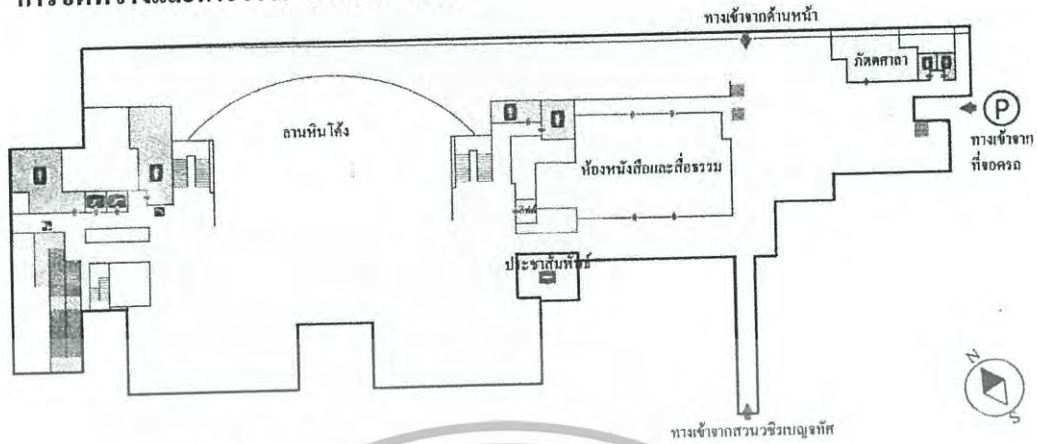 ทางเข้าจากด้านหน้า
ภัตตศาลา
P
ทางเข้าจาก
ที่จอดรถ
ลานหินโค้ง
ห้องหนังสือและสื่อธรรม
ลิฟต์
ประชาสัมพันธ์
N
S
ทางเข้าจากสวนวชิรเบญจทัศ